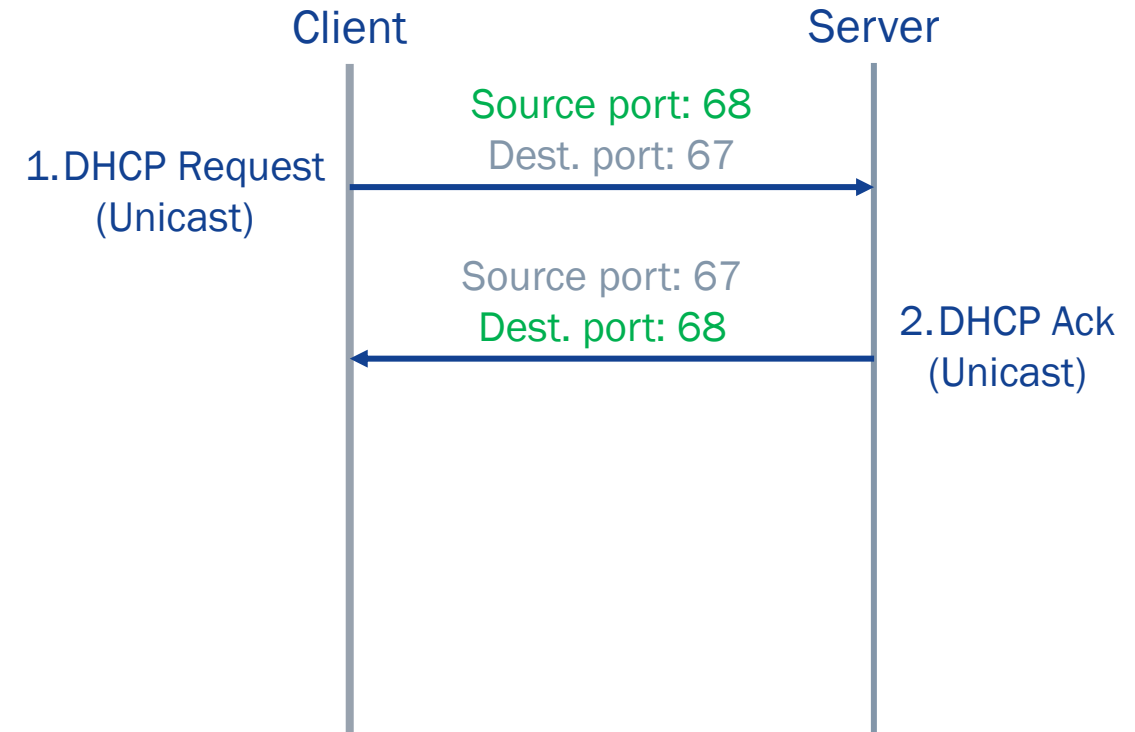 Client
Server
Source port: 68
Dest. port: 67
1.DHCP Request
(Unicast)
Source port: 67
Dest. port: 68
2.DHCP Ack
(Unicast)